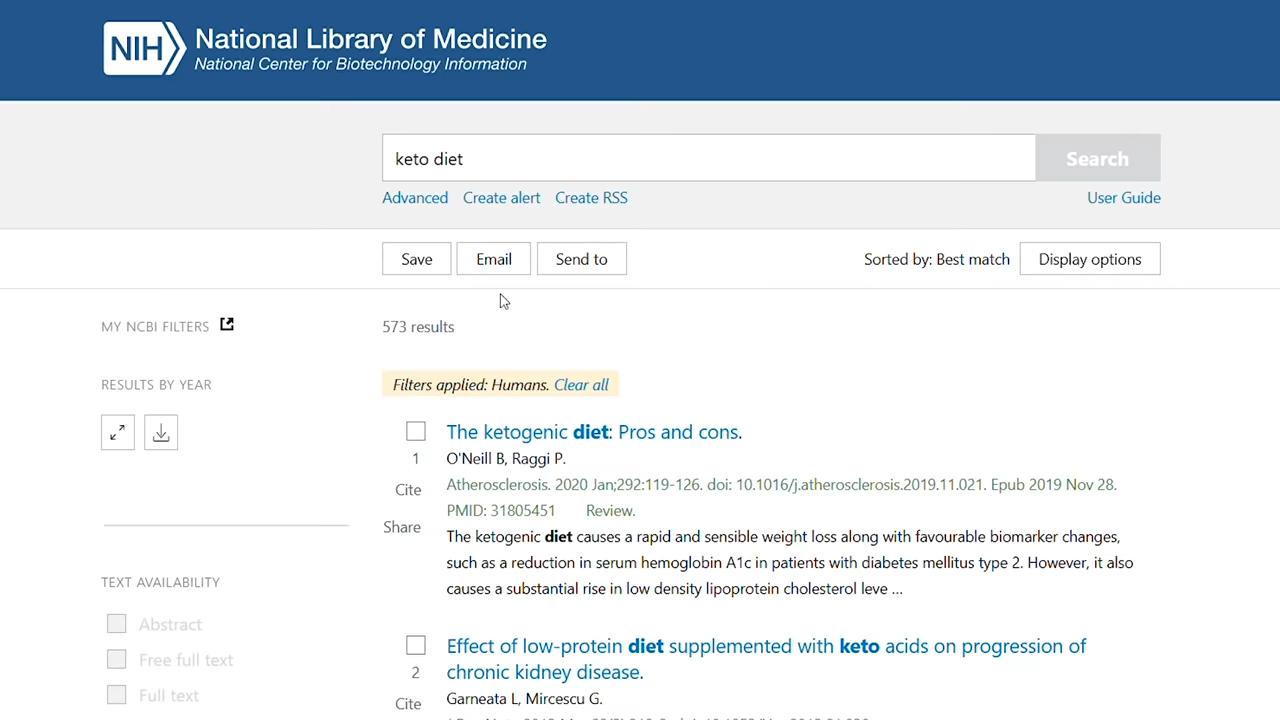 NIH National Library of Medicine
National Center for Biotechnology Information
keto diet
Search
Advanced Create alert Create RSS User Guide
Save Email Send to Sorted by: Best match Display options
MY NCBI FILTERS
573 results
RESULTS BY YEAR
Filters applied: Humans. Clear all
The ketogenic diet: Pros and cons.
1 O'Neill B, Raggi P.
Cite Atherosclerosis. 2020 Jan;292:119-126. doi: 10.1016/j.atherosclerosis.2019.11.021. Epub 2019 Nov 28.
PMID: 31805451 Review.
Share
The ketogenic diet causes a rapid and sensible weight loss along with favourable biomarker changes,
such as a reduction in serum hemoglobin A1c in patients with diabetes mellitus type 2. However, it also
causes a substantial rise in low density lipoprotein cholesterol leve ...
TEXT AVAILABILITY
Abstract
Free full text
Full text
Effect of low-protein diet supplemented with keto acids on progression of
chronic kidney disease.
2
Garneata L, Mircescu G.
Cite